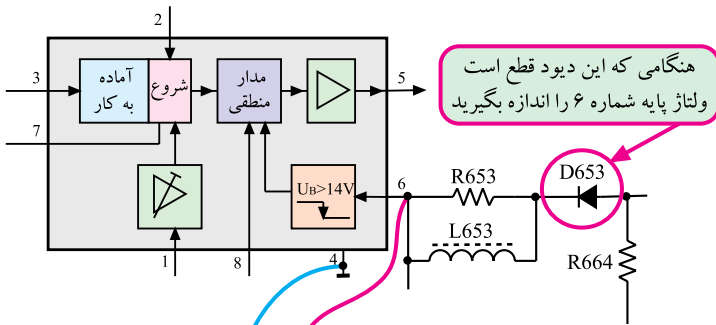 2
هنگامی که این دیود قطع است
ولتاژ پایه شماره ۶ را اندازه بگیرید
3
آماده
به کار
شروع
مدار
منطقی
5
7
UB>14V
6
R653
D653
L653
R664
1
8
4